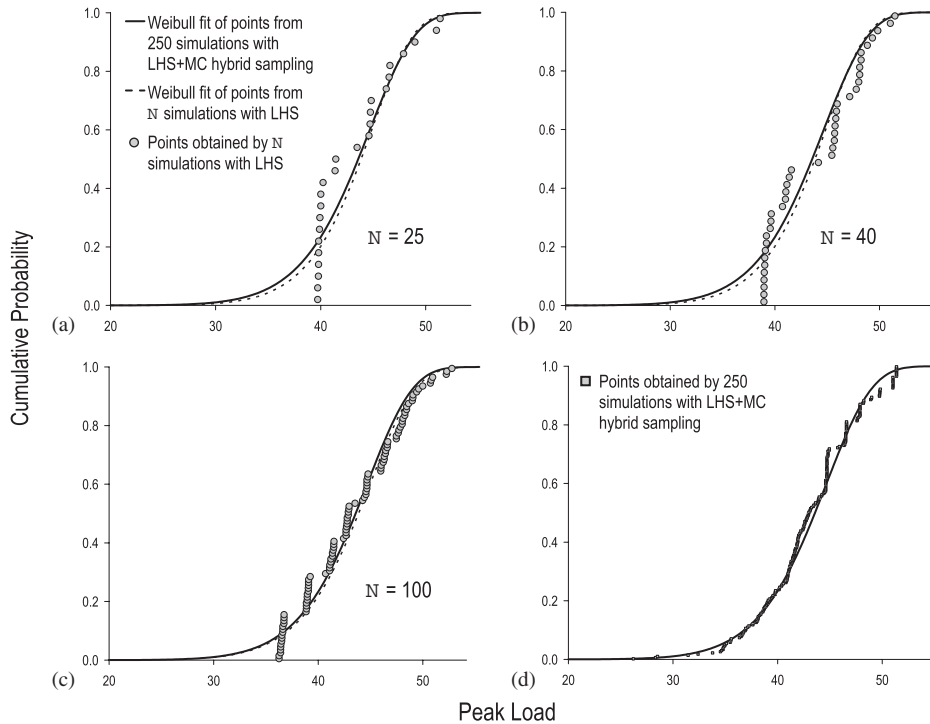 Cumulative Probability
1.0
0.8
0.6
0.4
0.2
0.0
Weibull fit of points from
250 simulations with
LHS+MC hybrid sampling
Weibull fit of points from
N simulations with LHS
Points obtained by N
simulations with LHS
N = 25
(a)
20
30
40
50
1.0
0.8
0.6
0.4
0.2
0.0
N = 40
(b)
20
30
40
50
1.0
0.8
0.6
0.4
0.2
0.0
N = 100
(c)
20
30
40
50
1.0
0.8
0.6
0.4
0.2
0.0
Points obtained by 250
simulations with LHS+MC
hybrid sampling
(d)
20
30
40
50
Peak Load